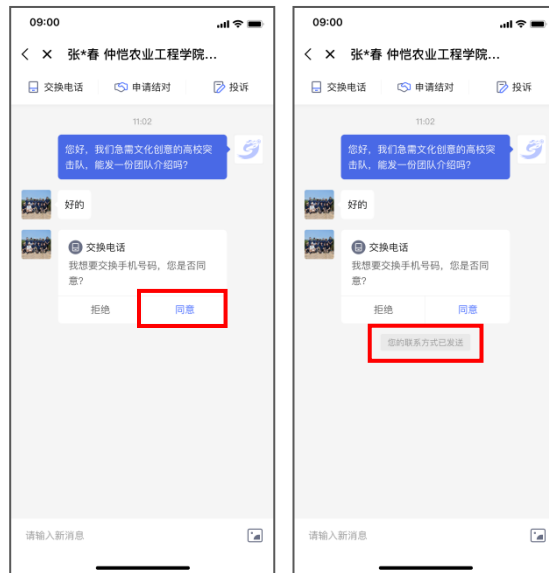 09:00
张*春 仲恺农业工程学院...
交换电话
申请结对
投诉
11:02
您好，我们急需文化创意的高校突
击队，能发一份团队介绍吗？
好的
交换电话
我想要交换手机号码，您是否同
意？
拒绝
同意
请输入新消息
09:00
张*春 仲恺农业工程学院...
交换电话
申请结对
投诉
11:02
您好，我们急需文化创意的高校突
击队，能发一份团队介绍吗？
好的
交换电话
我想要交换手机号码，您是否同
意？
拒绝
同意
您的联系方式已发送
请输入新消息